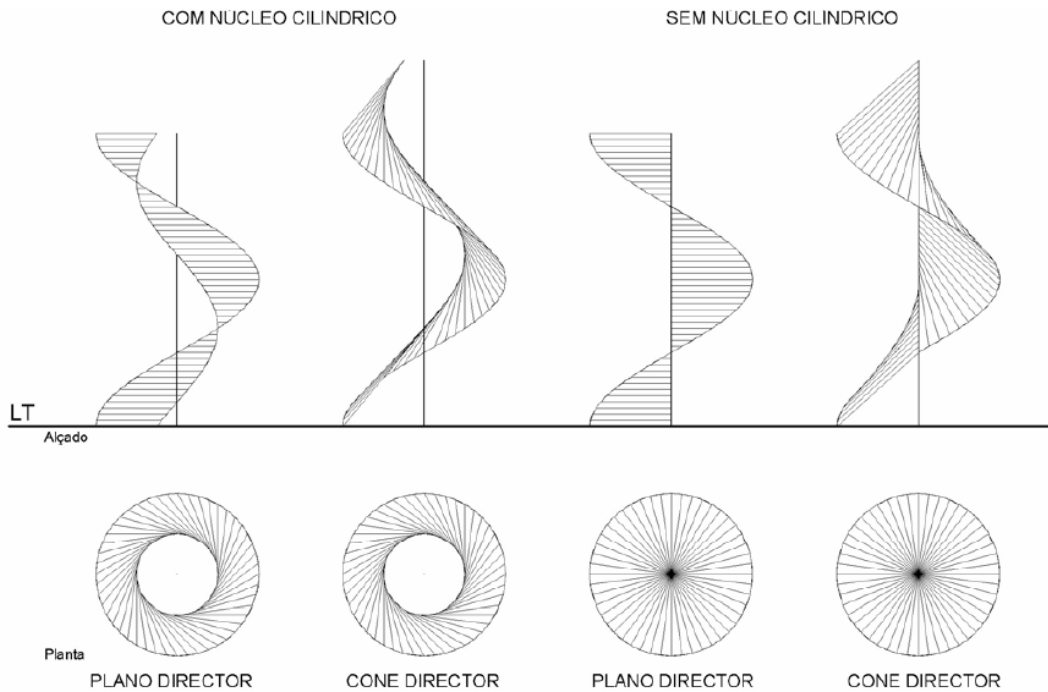 COM NÚCLEO CILINDRICO
SEM NÚCLEO CILINDRICO
LT
Alçado
Planta
PLANO DIRECTOR
CONE DIRECTOR
PLANO DIRECTOR
CONE DIRECTOR